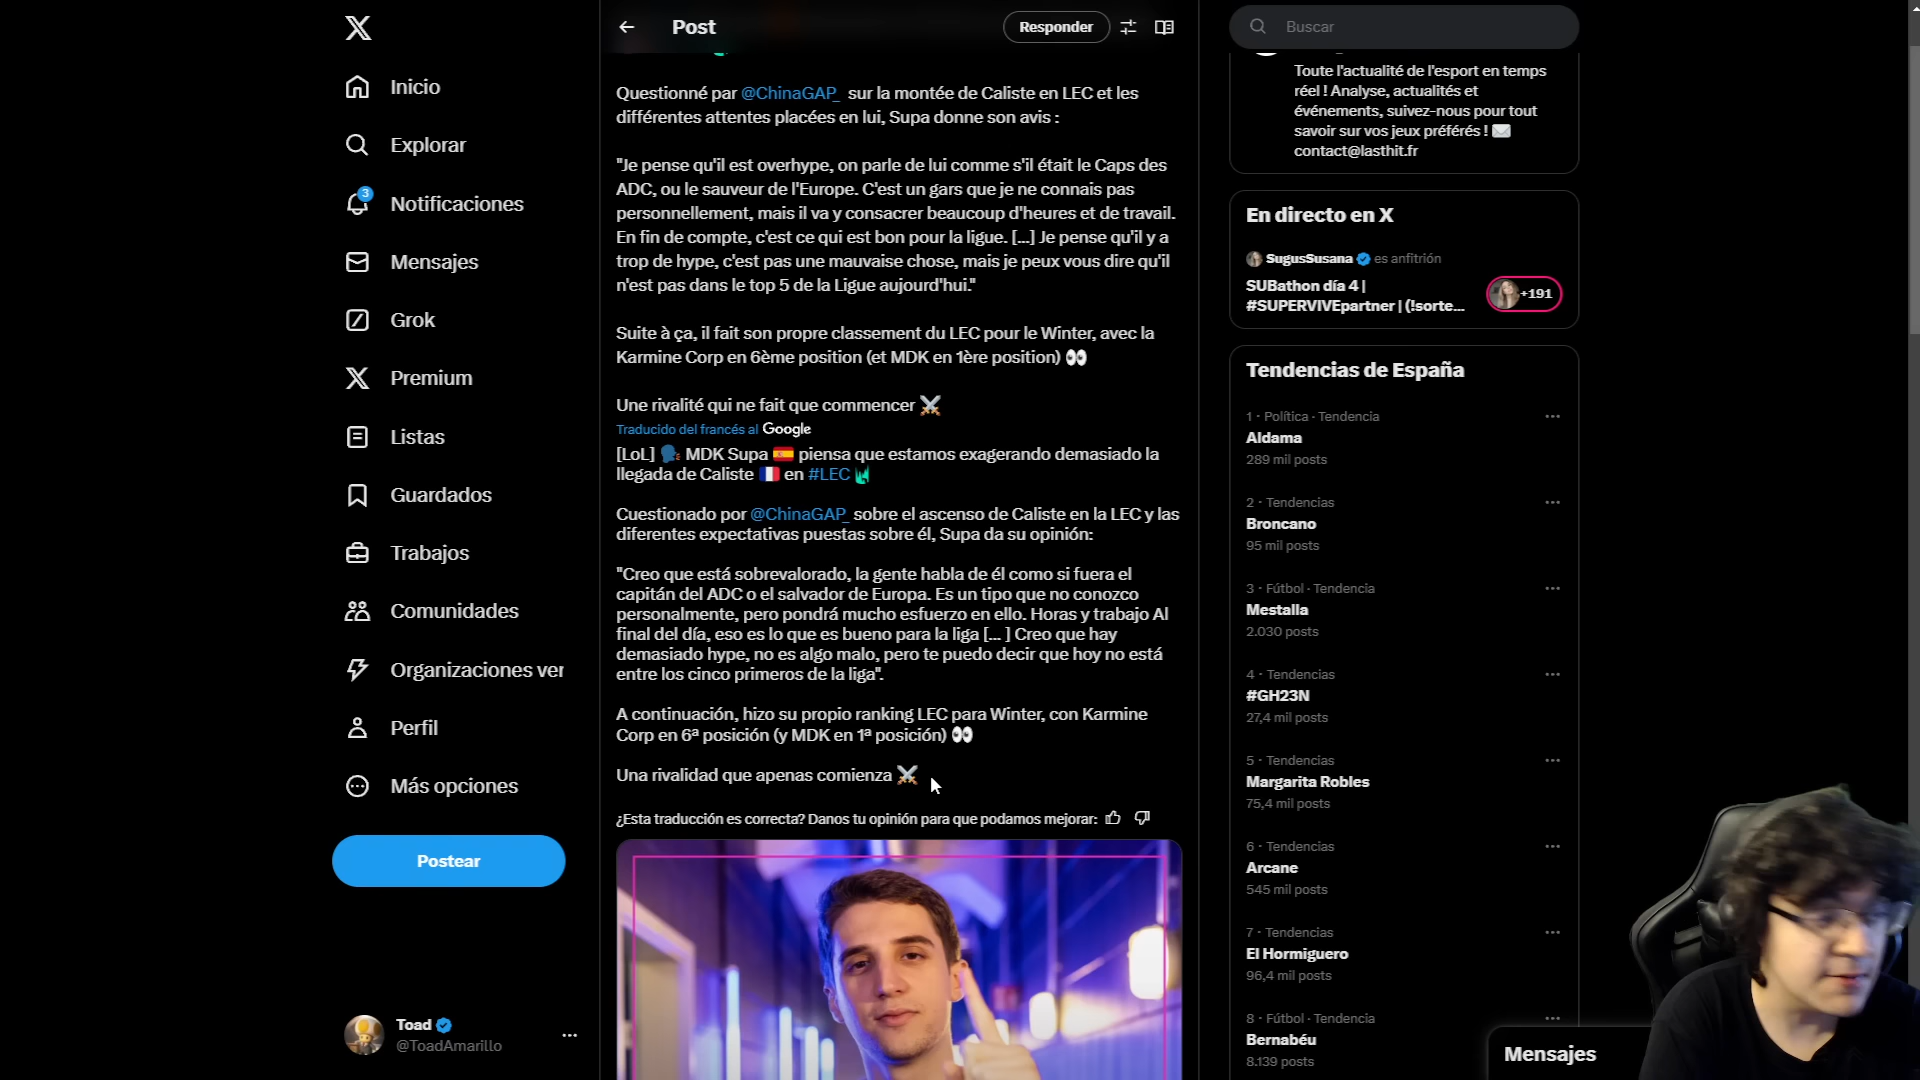 Inicio
Explorar
3
Notificaciones
Mensajes
Grok
Premium
Listas
Guardados
Trabajos
Comunidades
Organizaciones ver
Perfil
Más opciones
Postear
Toad
@ToadAmarillo
Post
Responder
Questionné par @ChinaGAP_ sur la montée de Caliste en LEC et les
différentes attentes placées en lui, Supa donne son avis :
"Je pense qu'il est overhype, on parle de lui comme s'il était le Caps des
ADC, ou le sauveur de l'Europe. C'est un gars que je ne connais pas
personnellement, mais il va y consacrer beaucoup d'heures et de travail.
En fin de compte, c'est ce qui est bon pour la ligue. [...] Je pense qu'il y a
trop de hype, c'est pas une mauvaise chose, mais je peux vous dire qu'il
n'est pas dans le top 5 de la Ligue aujourd'hui."
Suite à ça, il fait son propre classement du LEC pour le Winter, avec la
Karmine Corp en 6ème position (et MDK en 1ère position) 👀
Une rivalité qui ne fait que commencer ⚔️
Traducido del francés al Google
[LoL] 🗣️ MDK Supa 🇪🇸 piensa que estamos exagerando demasiado la
llegada de Caliste 🇫🇷 en #LEC
Cuestionado por @ChinaGAP_ sobre el ascenso de Caliste en la LEC y las
diferentes expectativas puestas sobre él, Supa da su opinión:
"Creo que está sobrevalorado, la gente habla de él como si fuera el
capitán del ADC o el salvador de Europa. Es un tipo que no conozco
personalmente, pero pondrá mucho esfuerzo en ello. Horas y trabajo Al
final del día, eso es lo que es bueno para la liga [... ] Creo que hay
demasiado hype, no es algo malo, pero te puedo decir que hoy no está
entre los cinco primeros de la liga".
A continuación, hizo su propio ranking LEC para Winter, con Karmine
Corp en 6ª posición (y MDK en 1ª posición) 👀
Una rivalidad que apenas comienza ⚔️
¿Esta traducción es correcta? Danos tu opinión para que podamos mejorar:
Buscar
Toute l'actualité de l'esport en temps
réel ! Analyse, actualités et
événements, suivez-nous pour tout
savoir sur vos jeux préférés ! ✉️
contact@lasthit.fr
En directo en X
SugusSusana es anfitrión
SUBathon día 4 |
#SUPERVIVEpartner | (!sorte...
+191
Tendencias de España
1 · Política · Tendencia
Aldama
289 mil posts
2 · Tendencias
Broncano
95 mil posts
3 · Fútbol · Tendencia
Mestalla
2.030 posts
4 · Tendencias
#GH23N
27,4 mil posts
5 · Tendencias
Margarita Robles
75,4 mil posts
6 · Tendencias
Arcane
545 mil posts
7 · Tendencias
El Hormiguero
96,4 mil posts
8 · Fútbol · Tendencia
Bernabéu
8.139 posts
Mensajes